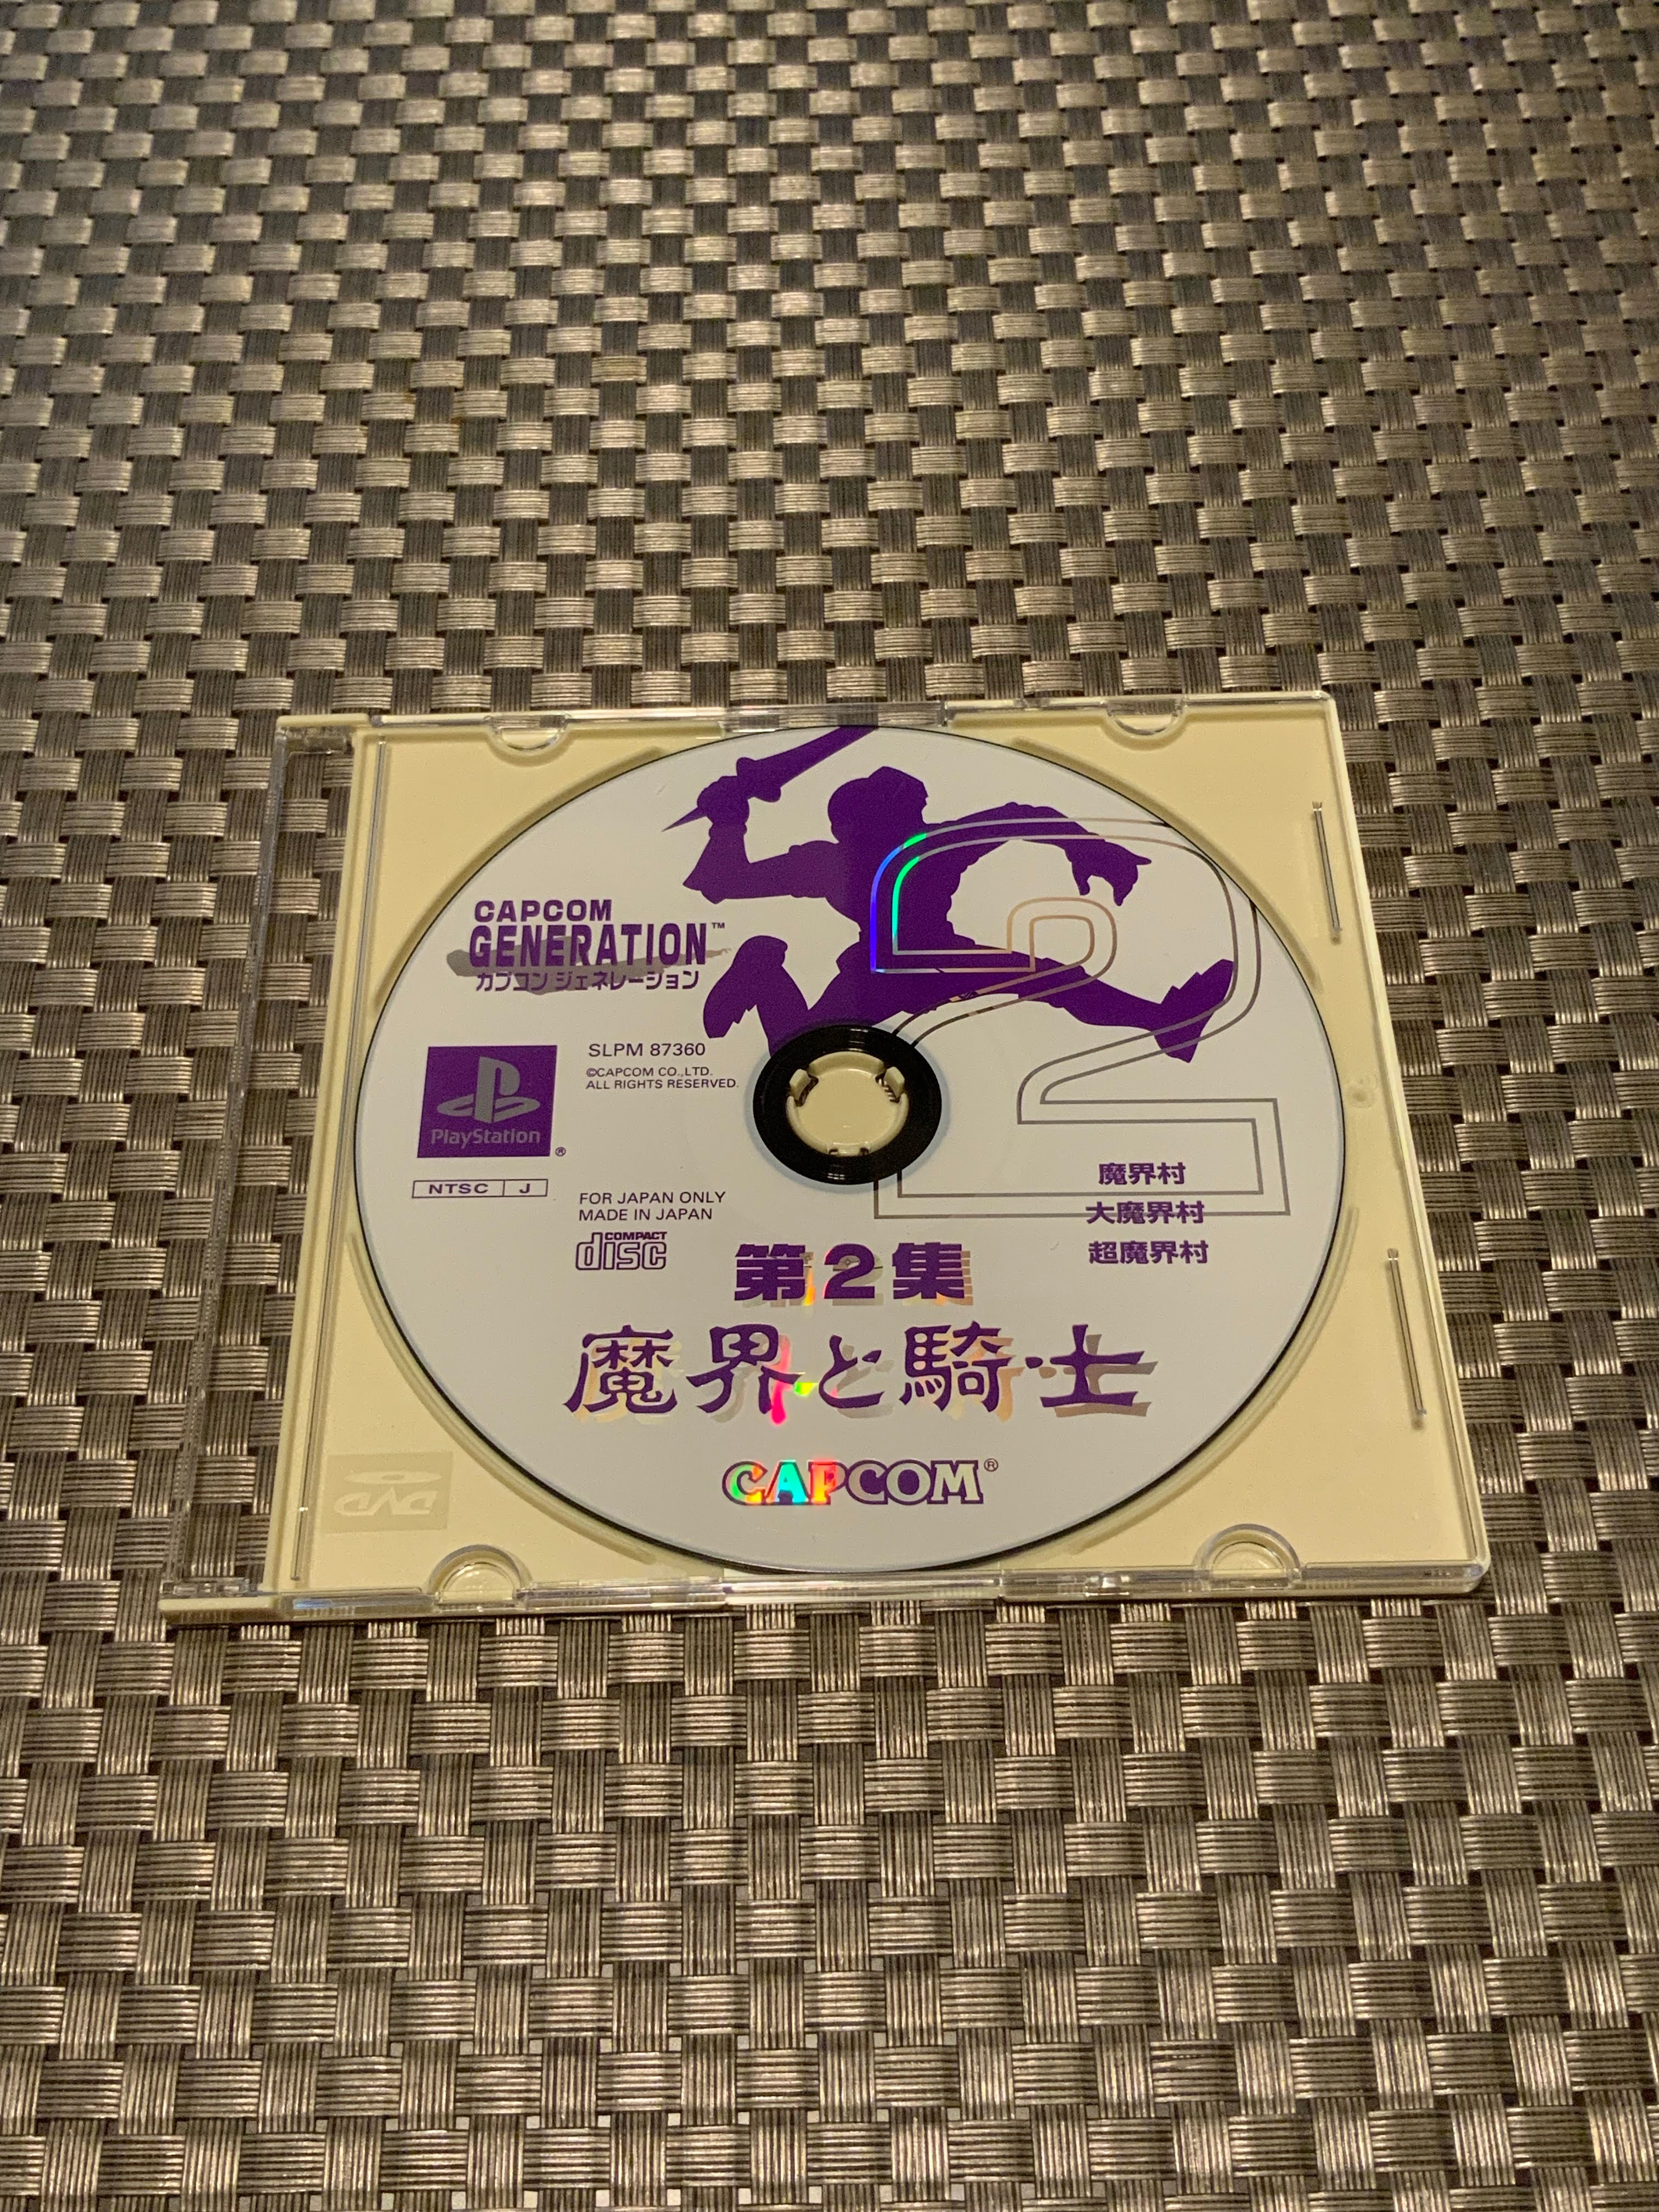 CAPCOM
GENERATION™
カプコン ジェネレーション
2
PlayStation®
NTSC J
SLPM 87360
©CAPCOM CO.,LTD.
ALL RIGHTS RESERVED.
FOR JAPAN ONLY
MADE IN JAPAN
COMPACT
disc
魔界村
大魔界村
超魔界村
第2集
魔界と騎士
CAPCOM®
DVD